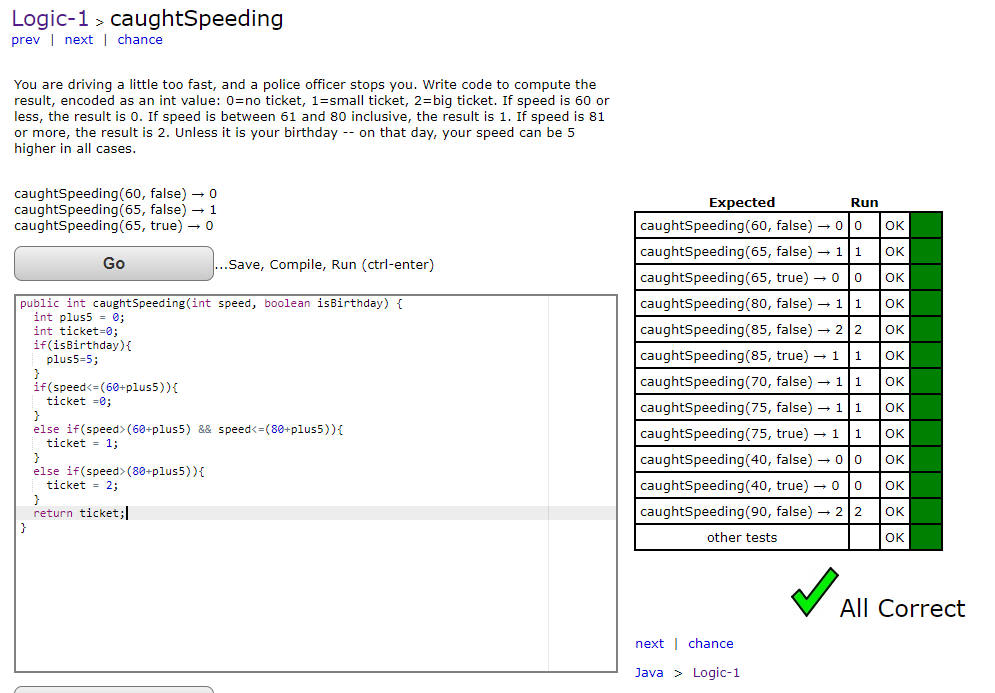 Logic-1 > caughtSpeeding
prev | next | chance
You are driving a little too fast, and a police officer stops you. Write code to compute the
result, encoded as an int value: 0=no ticket, 1=small ticket, 2=big ticket. If speed is 60 or
less, the result is 0. If speed is between 61 and 80 inclusive, the result is 1. If speed is 81
or more, the result is 2. Unless it is your birthday -- on that day, your speed can be 5
higher in all cases.
caughtSpeeding(60, false) → 0
caughtSpeeding(65, false) → 1
caughtSpeeding(65, true) → 0
Go ...Save, Compile, Run (ctrl-enter)
public int caughtSpeeding(int speed, boolean isBirthday) {
  int plus5 = 0;
  int ticket=0;
  if(isBirthday){
    plus5=5;
  }
  if(speed<=(60+plus5)){
    ticket =0;
  }
  else if(speed>(60+plus5) && speed<=(80+plus5)){
    ticket = 1;
  }
  else if(speed>(80+plus5)){
    ticket = 2;
  }
  return ticket;
}
Expected Run
caughtSpeeding(60, false) → 0 0 OK
caughtSpeeding(65, false) → 1 1 OK
caughtSpeeding(65, true) → 0 0 OK
caughtSpeeding(80, false) → 1 1 OK
caughtSpeeding(85, false) → 2 2 OK
caughtSpeeding(85, true) → 1 1 OK
caughtSpeeding(70, false) → 1 1 OK
caughtSpeeding(75, false) → 1 1 OK
caughtSpeeding(75, true) → 1 1 OK
caughtSpeeding(40, false) → 0 0 OK
caughtSpeeding(40, true) → 0 0 OK
caughtSpeeding(90, false) → 2 2 OK
other tests OK
All Correct
next | chance
Java > Logic-1